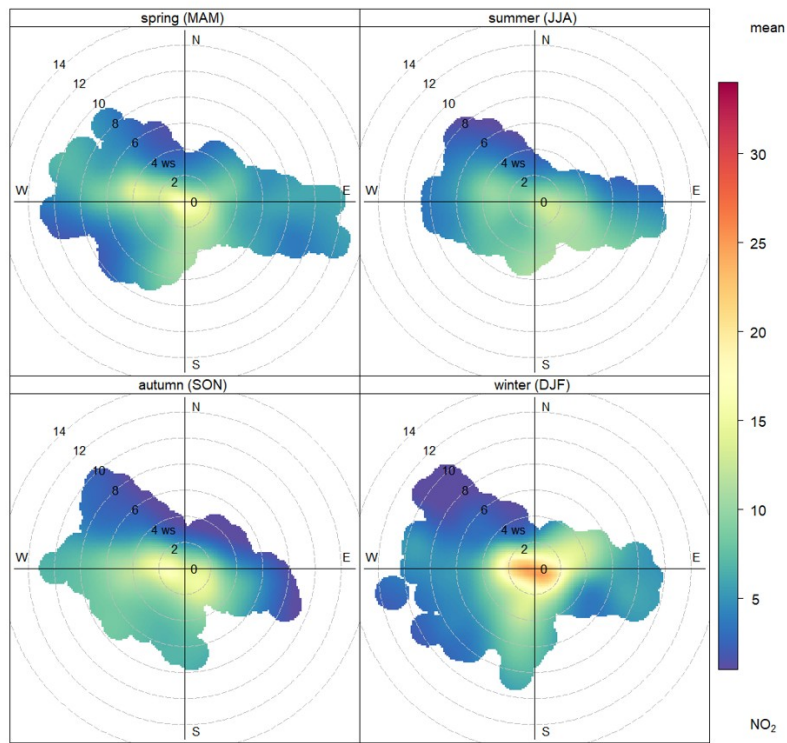 spring (MAM)
summer (JJA)
mean
N
14
12
10
8
6
4 ws
2
W
0
E
S
N
14
12
10
8
6
4 ws
2
W
0
E
S
30
25
20
15
10
5
autumn (SON)
winter (DJF)
N
14
12
10
8
6
4 ws
2
W
0
E
S
N
14
12
10
8
6
4 ws
2
W
0
E
S
NO₂